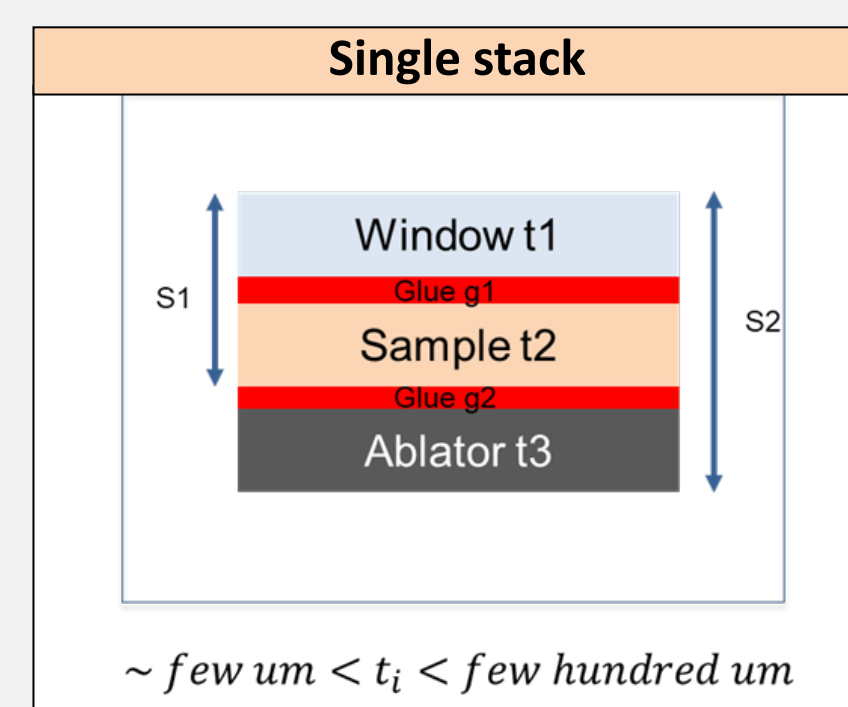 Single stack
Window t1
Glue g1
S1
S2
Sample t2
Glue g2
Ablator t3
~ few um < tᵢ < few hundred um